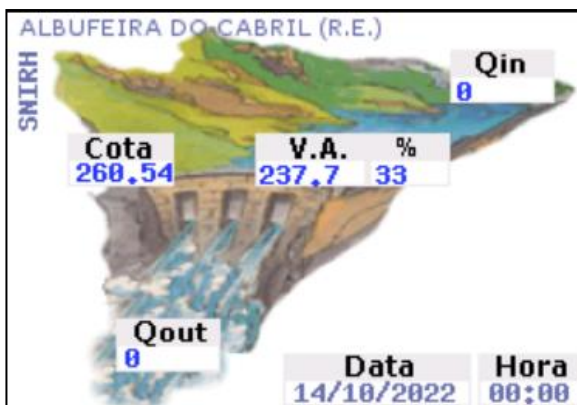 ALBUFEIRA DO CABRIL (R.E.)
SNIRH
Qin
0
Cota
260.54
V.A. %
237.7 33
Qout
0
Data Hora
14/10/2022 00:00